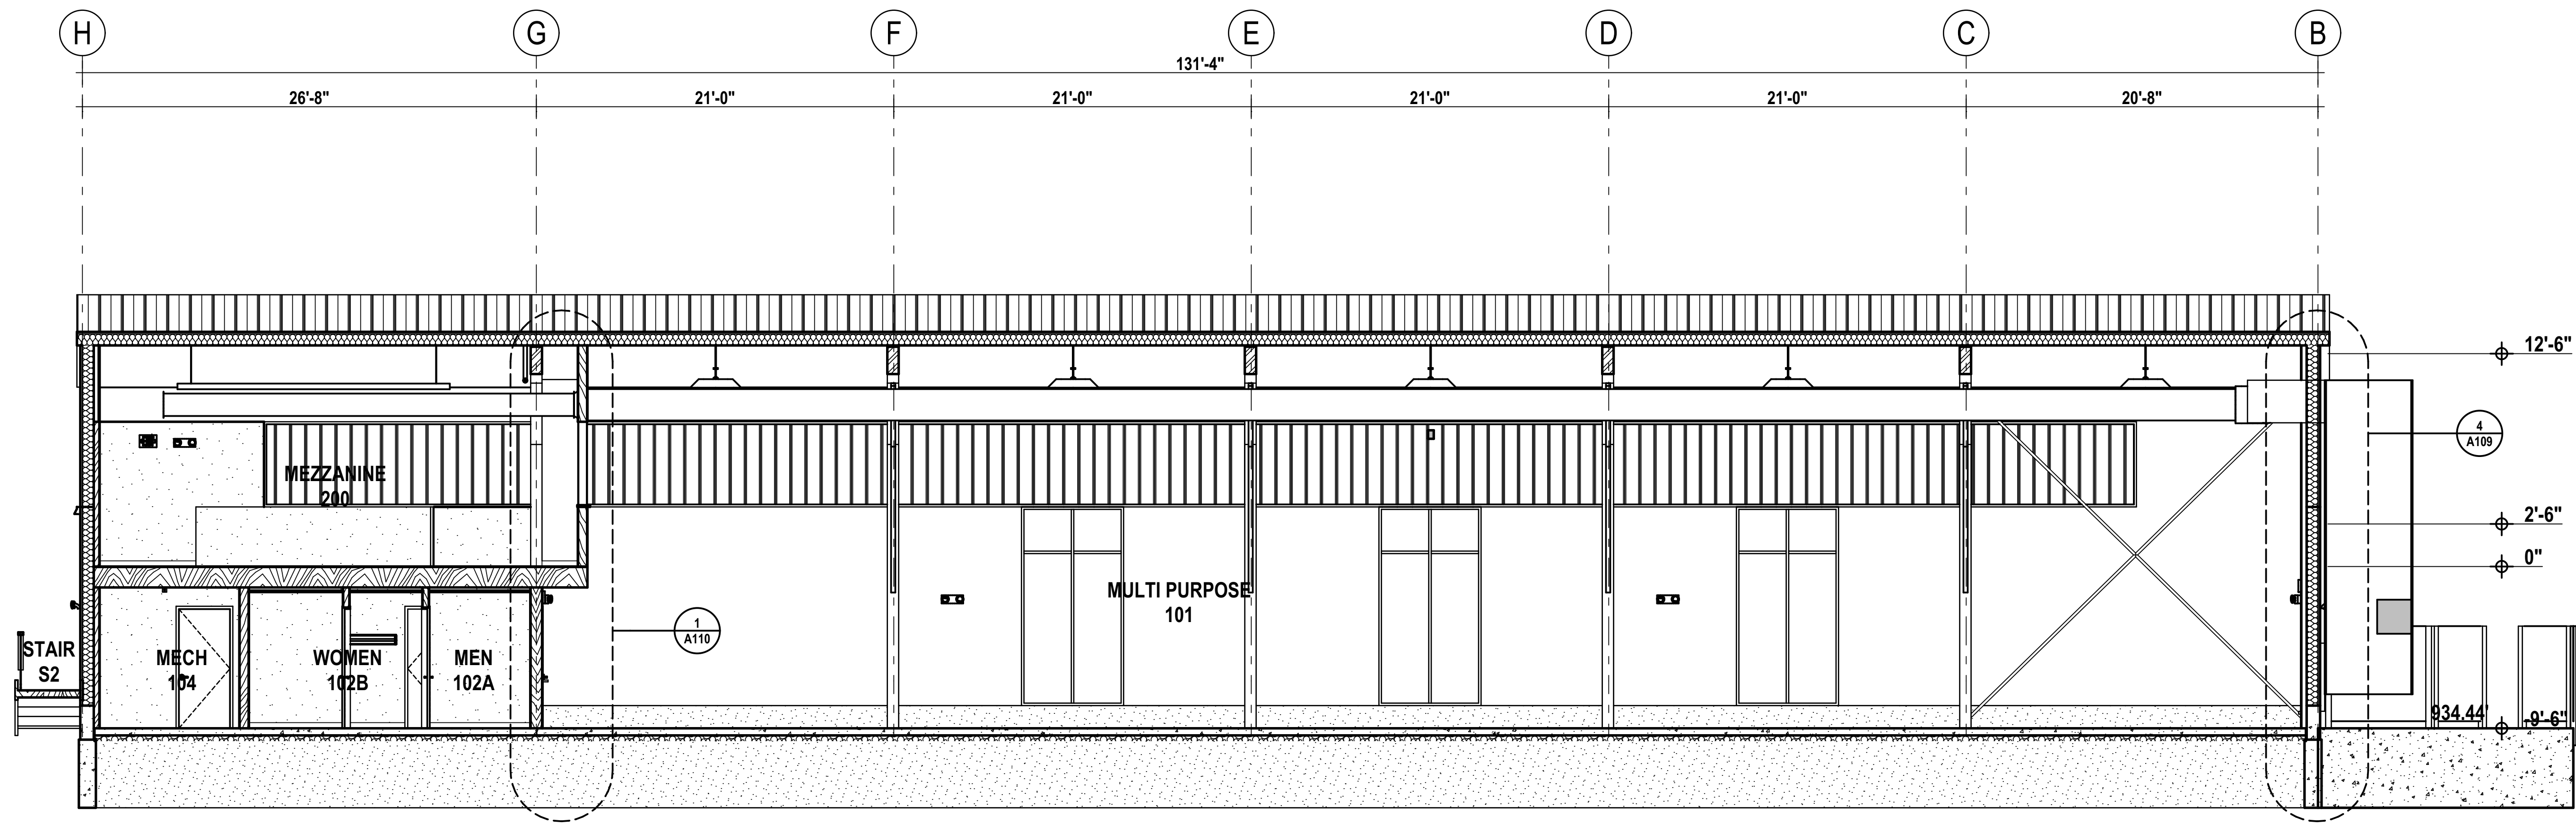 H G F E D C B
131'-4"
26'-8" 21'-0" 21'-0" 21'-0" 21'-0" 20'-8"
12'-6"
4
A109
MEZZANINE
200
2'-6"
0"
MULTI PURPOSE
101
1
A110
STAIR
S2
MECH
104
WOMEN
102B
MEN
102A
934.44' -9'-6"